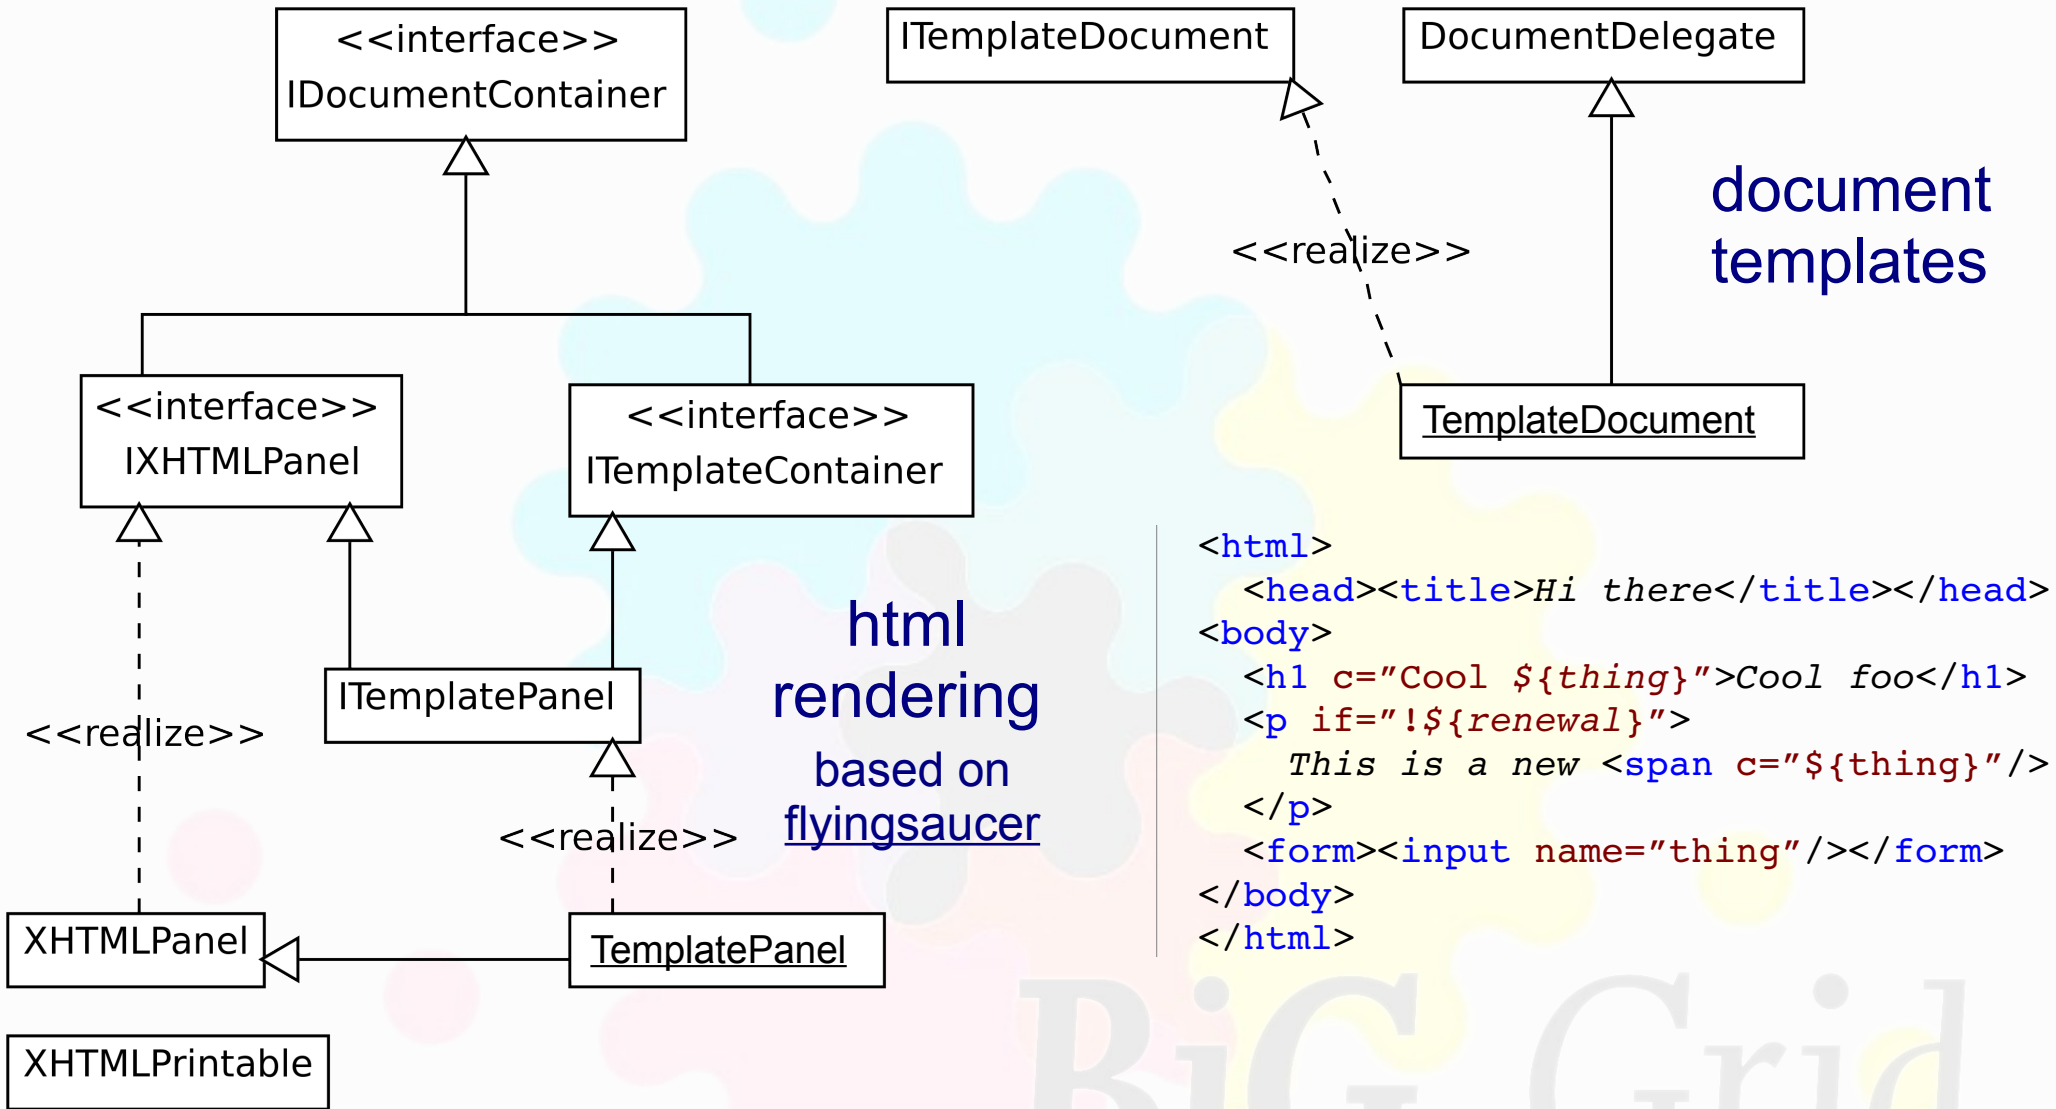 <<interface>>
IDocumentContainer
ITemplateDocument
DocumentDelegate
<<realize>>
document
templates
<<interface>>
IXHTMLPanel
<<interface>>
ITemplateContainer
TemplateDocument
ITemplatePanel
<<realize>>
<<realize>>
html
rendering
based on
flyingsaucer
XHTMLPanel
TemplatePanel
XHTMLPrintable
<html>
<head><title>Hi there</title></head>
<body>
<h1 c="Cool ${thing}">Cool foo</h1>
<p if="!${renewal}">
This is a new <span c="${thing}"/>
</p>
<form><input name="thing"/></form>
</body>
</html>
BiG Grid